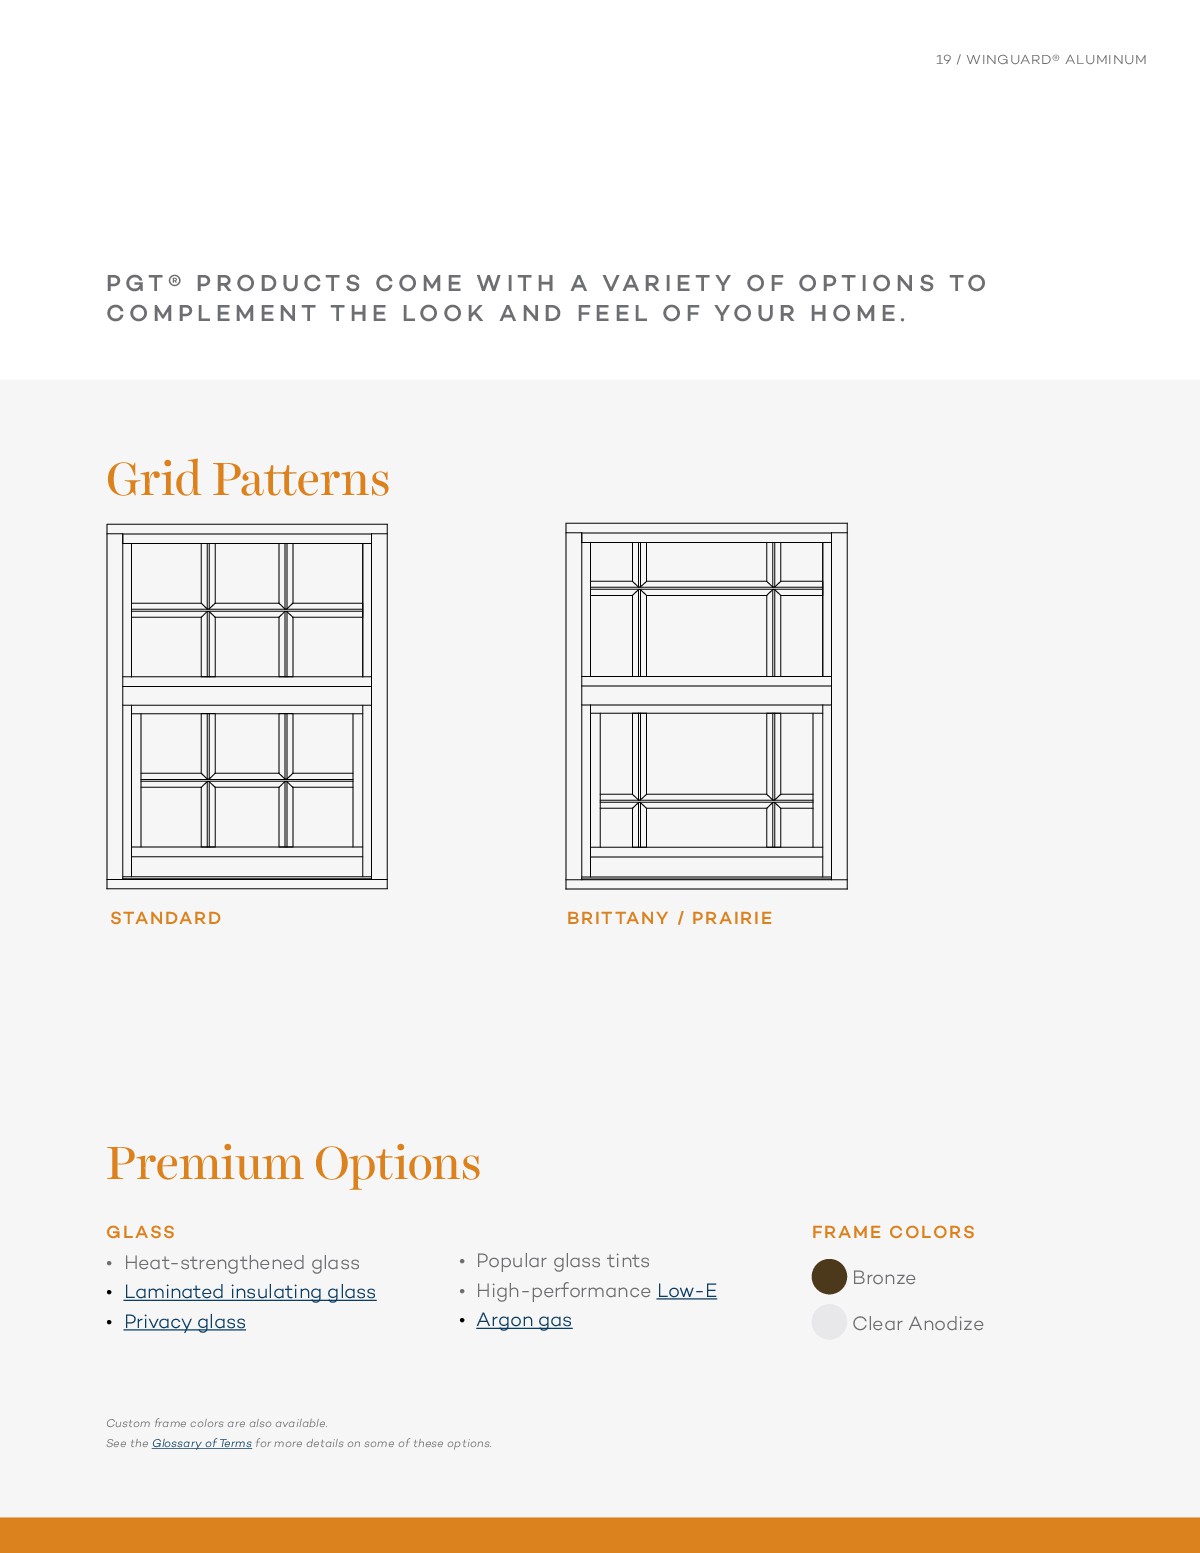 19 / WINGUARD® ALUMINUM
PGT® PRODUCTS COME WITH A VARIETY OF OPTIONS TO
COMPLEMENT THE LOOK AND FEEL OF YOUR HOME.
Grid Patterns
STANDARD
BRITTANY / PRAIRIE
Premium Options
GLASS
• Heat-strengthened glass
• Laminated insulating glass
• Privacy glass
• Popular glass tints
• High-performance Low-E
• Argon gas
FRAME COLORS
Bronze
Clear Anodize
Custom frame colors are also available.
See the Glossary of Terms for more details on some of these options.